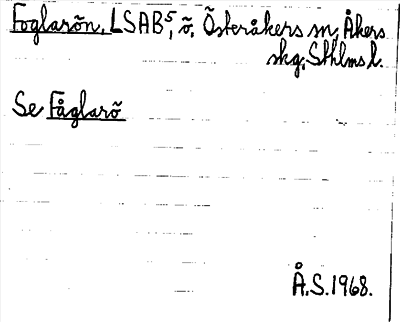 Foglarön, LSAB⁵, ö, Österåkers sn, Åkers
skg, Sthlms l.
Se Fåglarö
Å.S.1968.